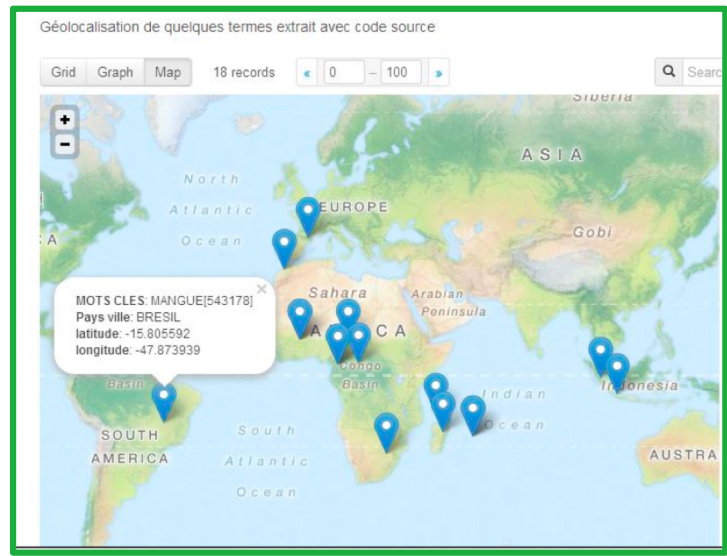 Géolocalisation de quelques termes extrait avec code source
Grid Graph Map 18 records « 0 – 100 »
Searc
Siberia
+
-
ASIA
North
Atlantic
Ocean
EUROPE
Gobi
A
Sahara
Arabian
Peninsula
×
MOTS CLES: MANGUE[543178]
Pays ville: BRESIL
latitude: -15.805592
longitude: -47.873939
A CA
Congo
Basin
Basin
Indonesia
Indian
Ocean
SOUTH
AMERICA
South
Atlantic
Ocean
AUSTRA